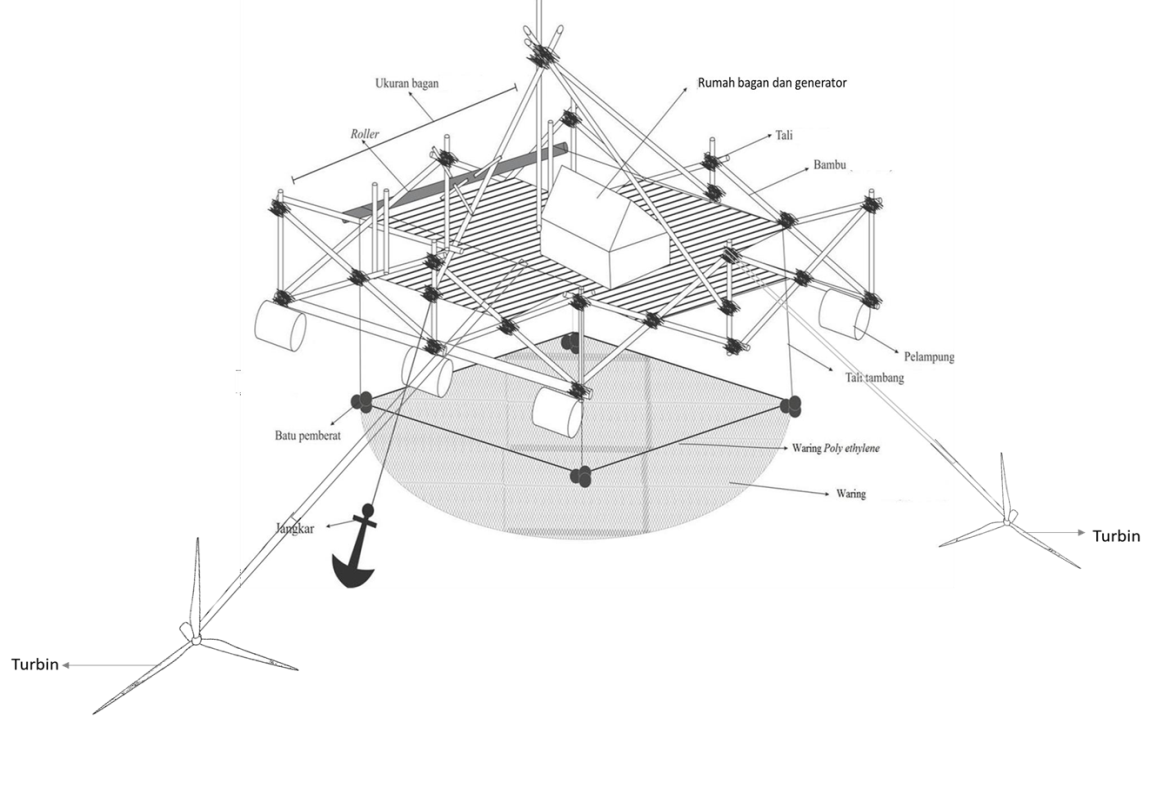 Ukuran bagan
Rumah bagan dan generator
Roller
Tali
Bambu
Pelampung
Tali tambang
Batu pemberat
Waring Poly ethylene
Waring
Jangkar
Turbin
Turbin